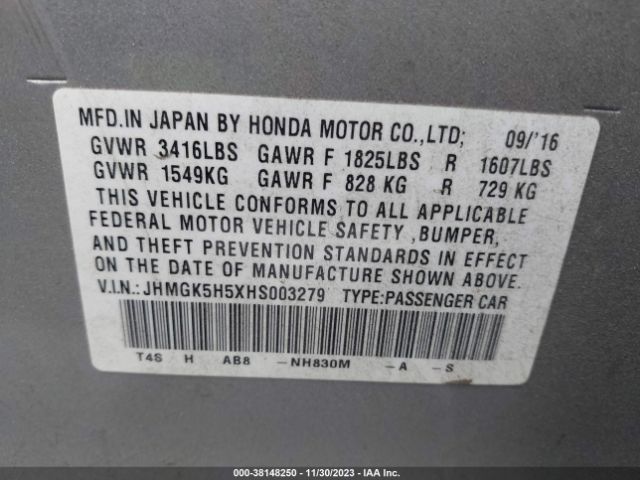 MFD.IN JAPAN BY HONDA MOTOR CO.,LTD; 09/'16
GVWR 3416LBS GAWR F 1825LBS R 1607LBS
GVWR 1549KG GAWR F 828 KG R 729 KG
THIS VEHICLE CONFORMS TO ALL APPLICABLE
FEDERAL MOTOR VEHICLE SAFETY ,BUMPER,
AND THEFT PREVENTION STANDARDS IN EFFECT
ON THE DATE OF MANUFACTURE SHOWN ABOVE.
V.I.N.:JHMGK5H5XHS003279 TYPE:PASSENGER CAR
T4S H AB8 -NH830M -A -S
000-38148250 - 11/30/2023 - IAA Inc.